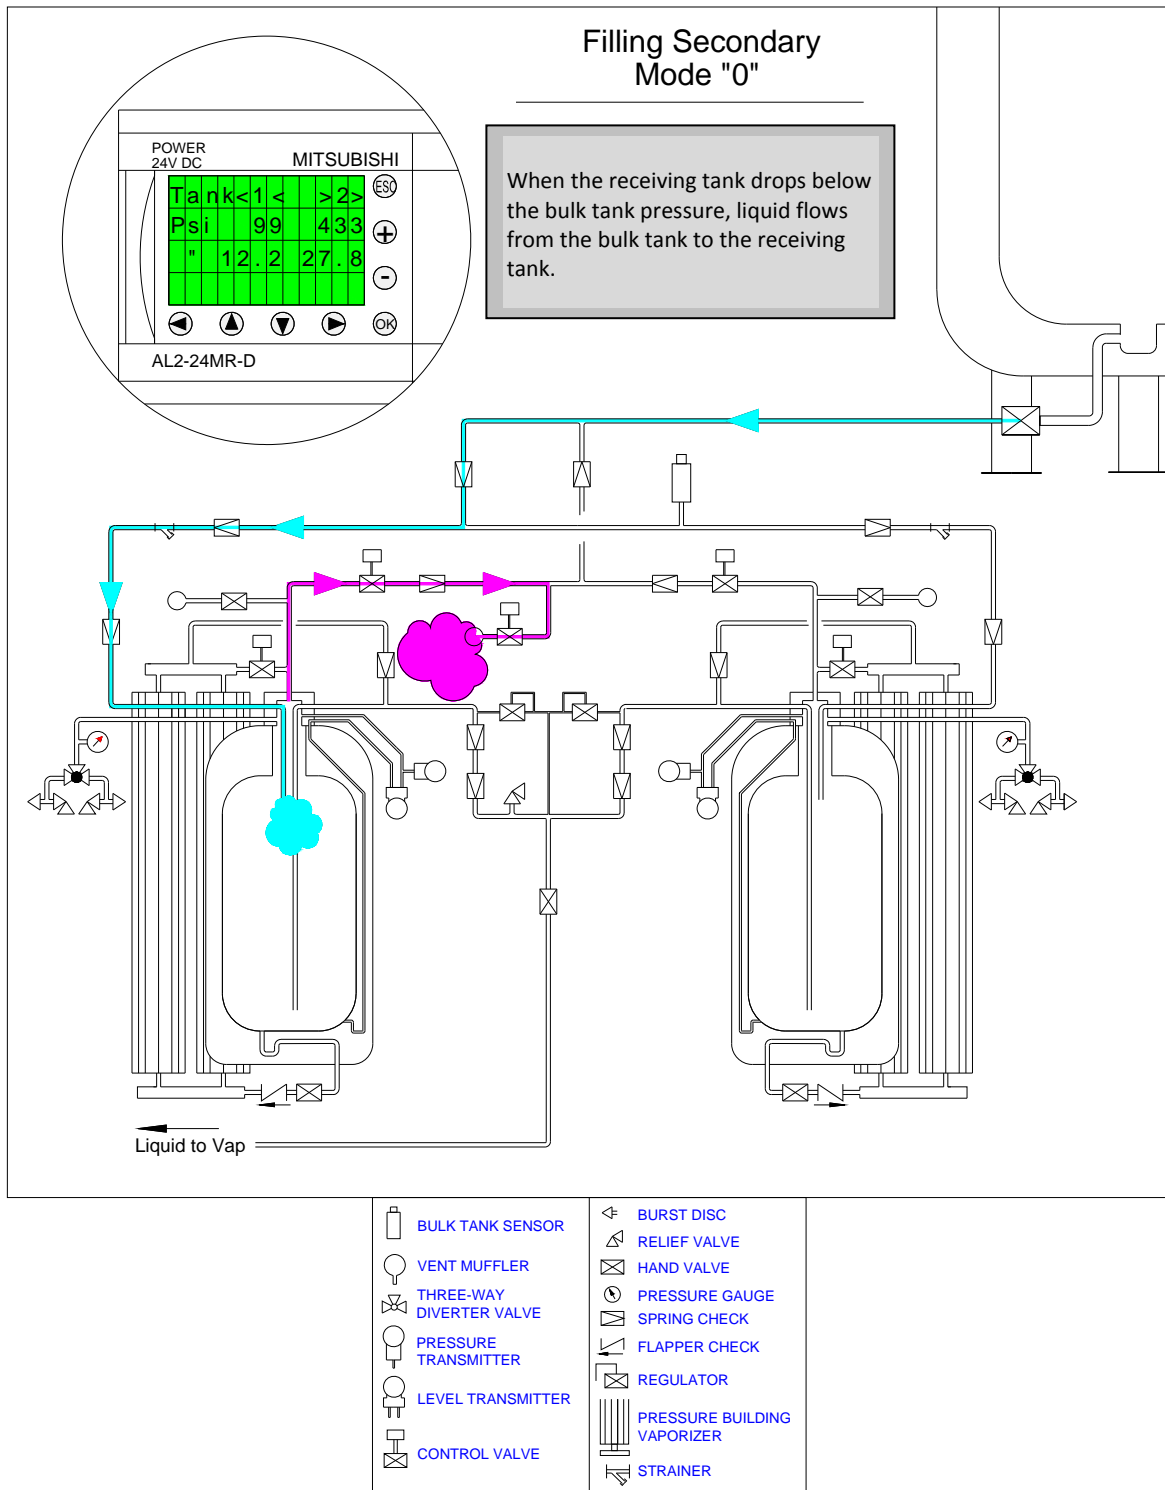 Filling Secondary
Mode "0"
POWER
24V DC
MITSUBISHI
ESC
Tank<1< >2>
Psi 99 433
" 12.2 27.8
+
-
OK
AL2-24MR-D
When the receiving tank drops below
the bulk tank pressure, liquid flows
from the bulk tank to the receiving
tank.
Liquid to Vap
BULK TANK SENSOR
VENT MUFFLER
THREE-WAY
DIVERTER VALVE
PRESSURE
TRANSMITTER
LEVEL TRANSMITTER
CONTROL VALVE
BURST DISC
RELIEF VALVE
HAND VALVE
PRESSURE GAUGE
SPRING CHECK
FLAPPER CHECK
REGULATOR
PRESSURE BUILDING
VAPORIZER
STRAINER